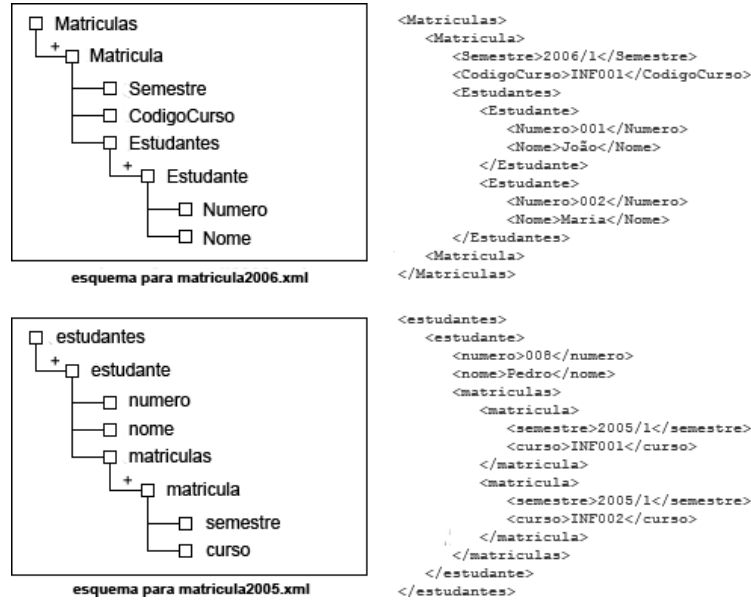 Matriculas
+
Matricula
Semestre
CodigoCurso
Estudantes
+
Estudante
Numero
Nome
esquema para matricula2006.xml
<Matriculas>
<Matricula>
<Semestre>2006/1</Semestre>
<CodigoCurso>INF001</CodigoCurso>
<Estudantes>
<Estudante>
<Numero>001</Numero>
<Nome>João</Nome>
</Estudante>
<Estudante>
<Numero>002</Numero>
<Nome>Maria</Nome>
</Estudantes>
<Matricula>
</Matriculas>
estudantes
+
estudante
numero
nome
matriculas
+
matricula
semestre
curso
esquema para matricula2005.xml
<estudantes>
<estudante>
<numero>008</numero>
<nome>Pedro</nome>
<matriculas>
<matricula>
<semestre>2005/1</semestre>
<curso>INF001</curso>
</matricula>
<matricula>
<semestre>2005/1</semestre>
<curso>INF002</curso>
</matricula>
</matriculas>
</estudante>
</estudantes>